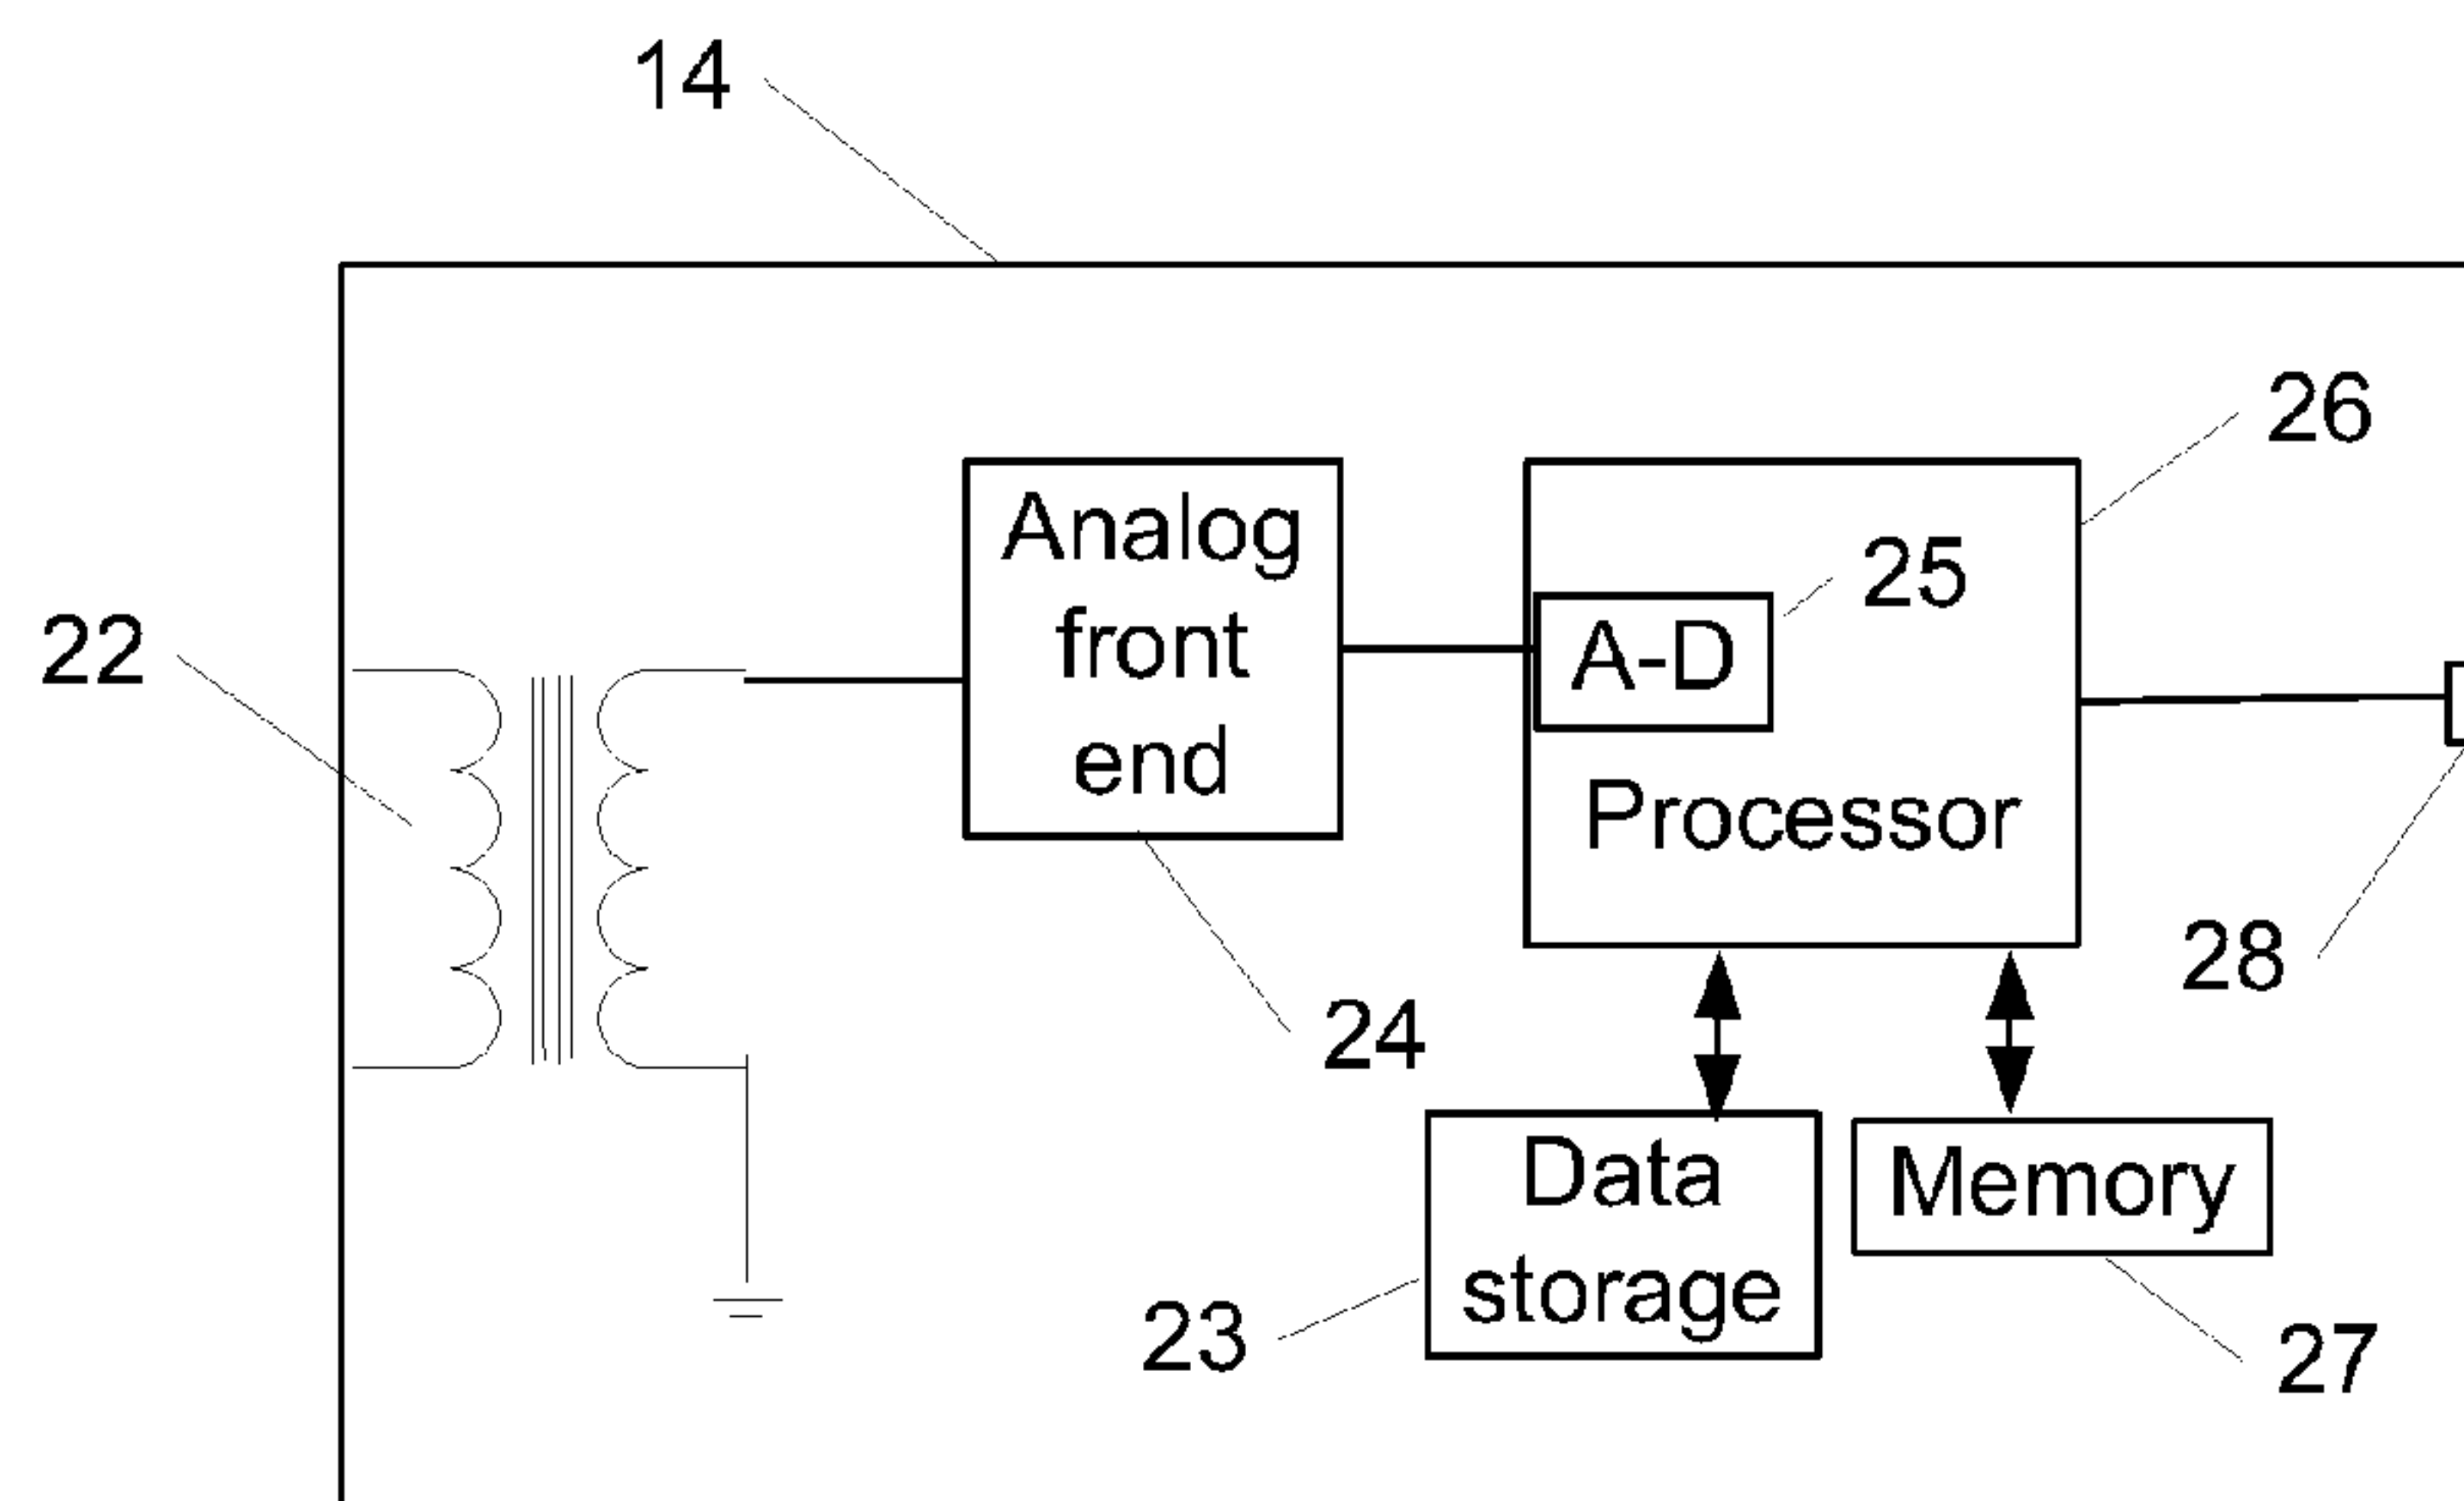 14
26
Analog
front
end
25
A-D
22
Processor
28
24
Data
storage
Memory
23
27